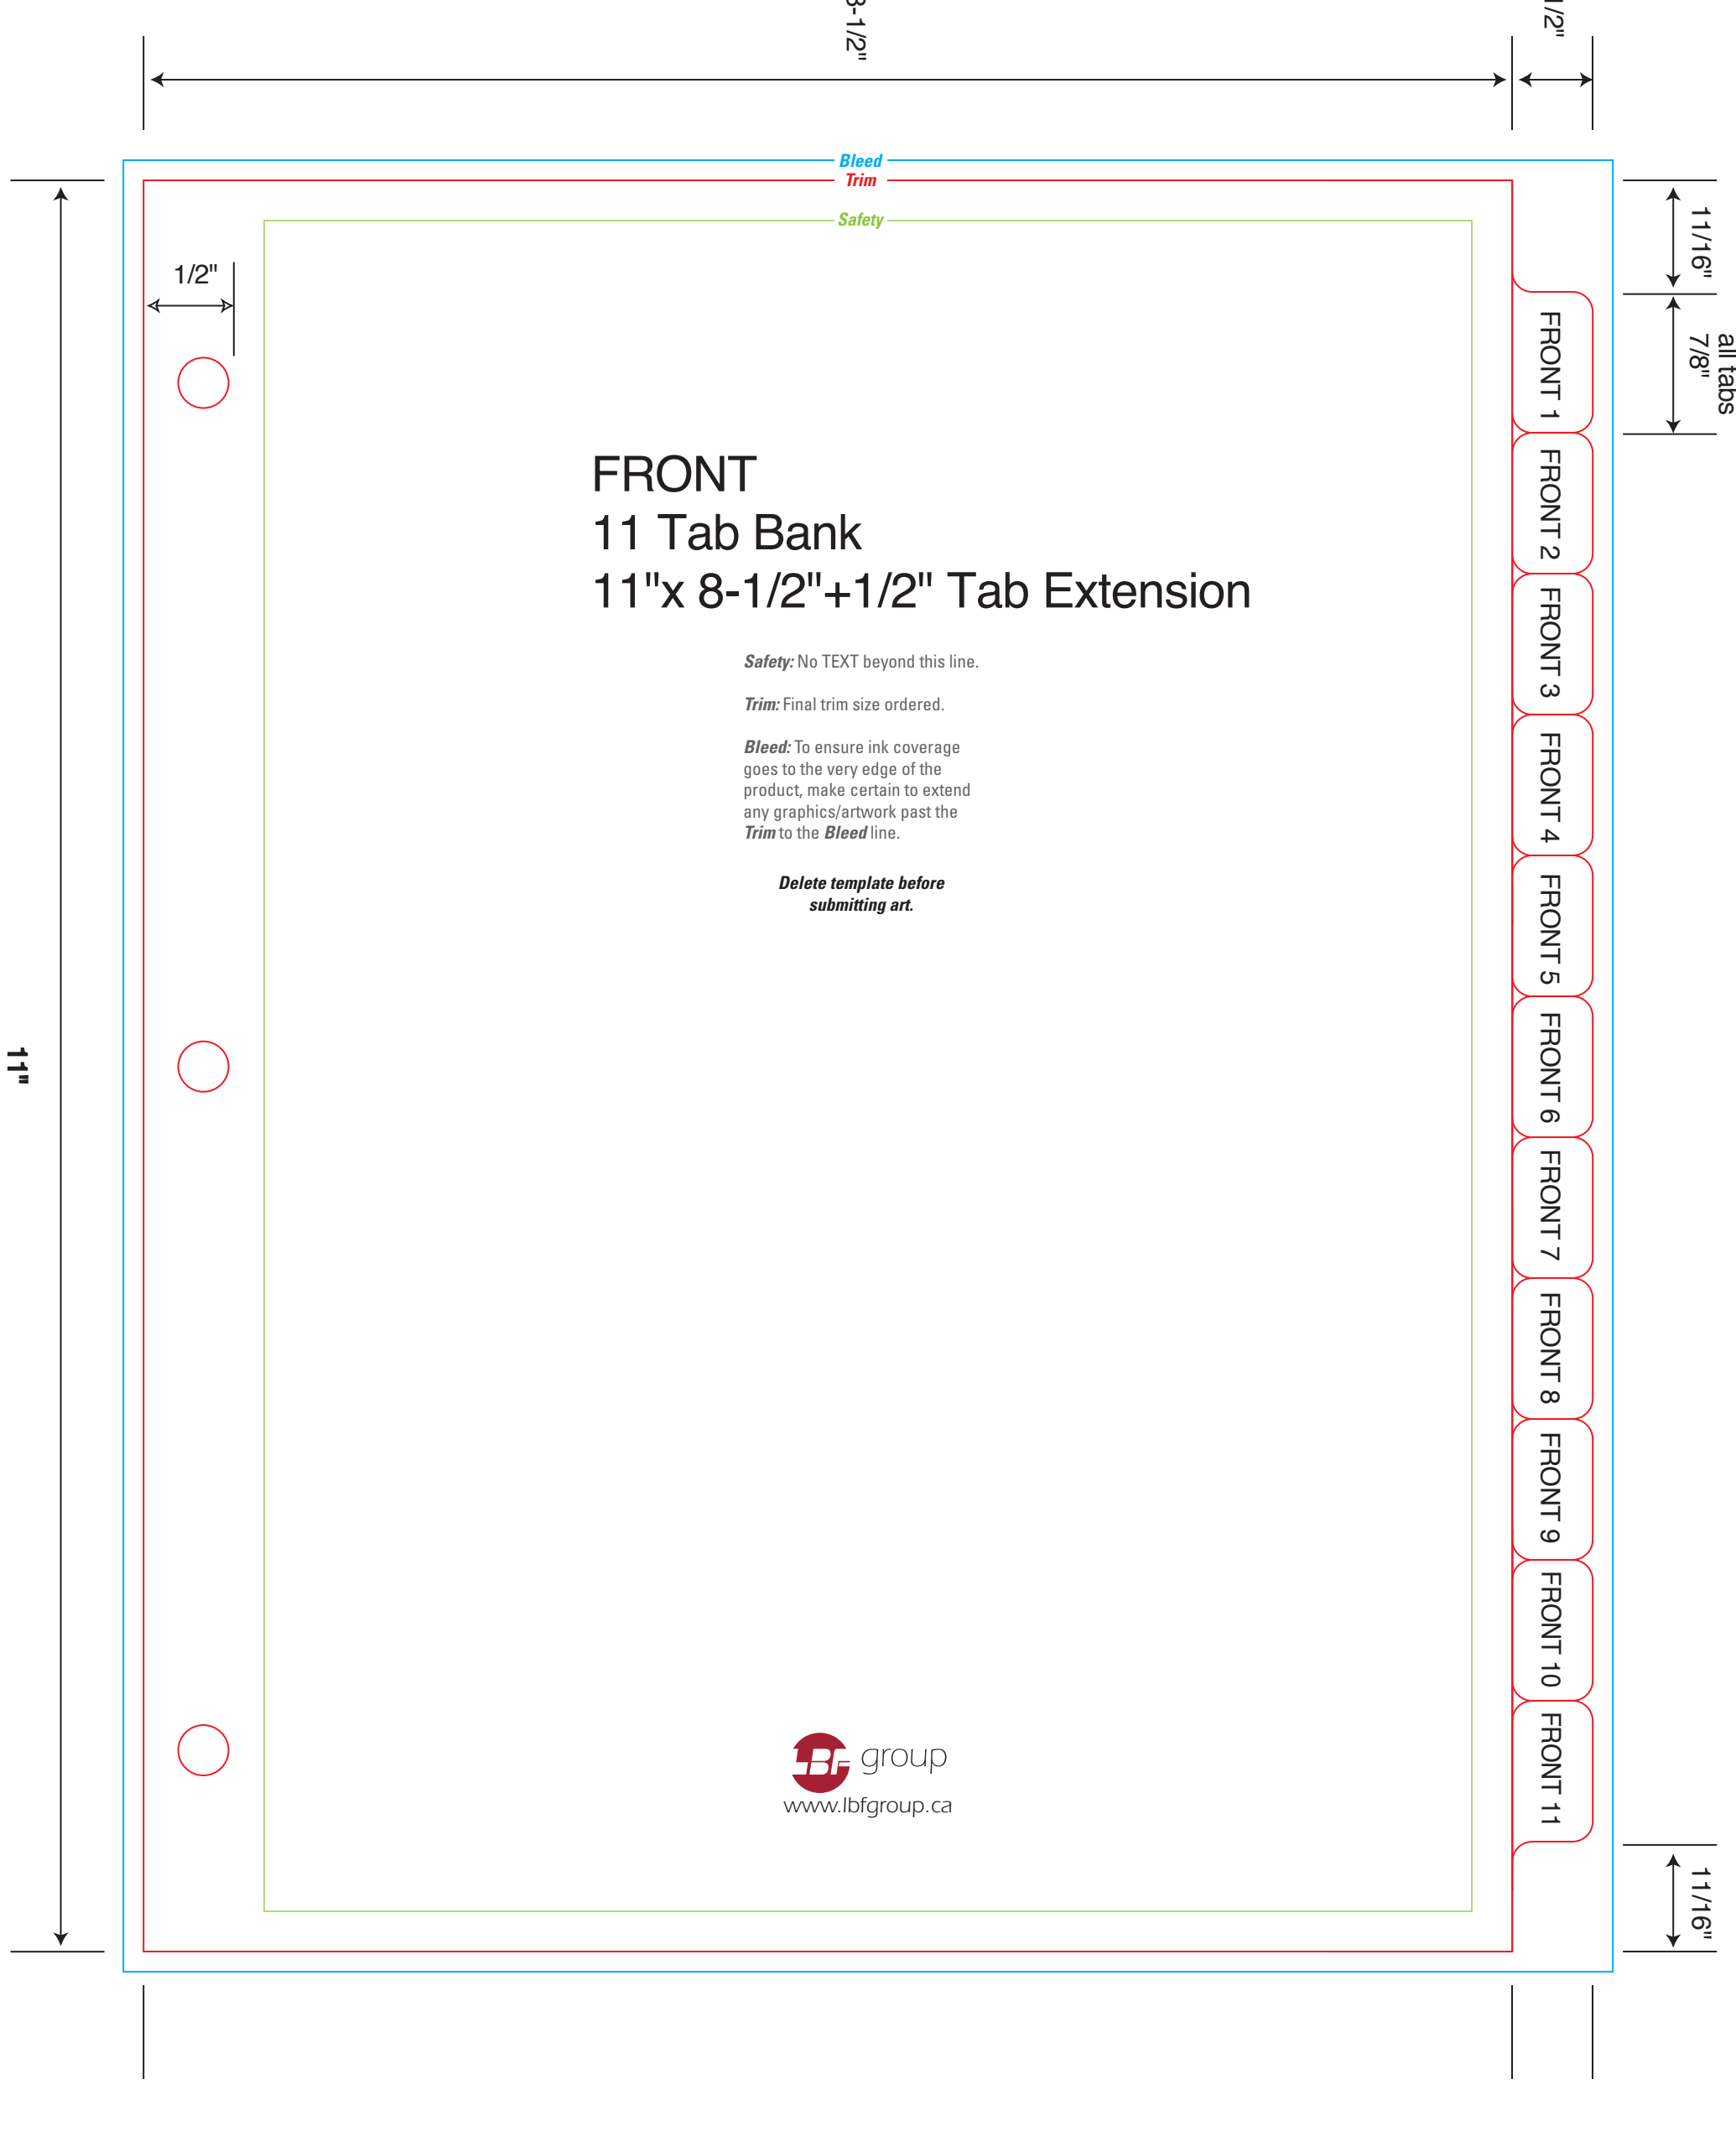 -1/2"
1/2"
Bleed
Trim
Safety
11/16"
1/2"
all tabs
7/8"
FRONT 1
FRONT
11 Tab Bank
11"x 8-1/2"+1/2" Tab Extension
FRONT 2
FRONT 3
Safety: No TEXT beyond this line.
Trim: Final trim size ordered.
Bleed: To ensure ink coverage
goes to the very edge of the
product, make certain to extend
any graphics/artwork past the
Trim to the Bleed line.
FRONT 4
Delete template before
submitting art.
FRONT 5
11"
FRONT 6
FRONT 7
FRONT 8
FRONT 9
FRONT 10
FRONT 11
LBF group
www.lbfgroup.ca
11/16"